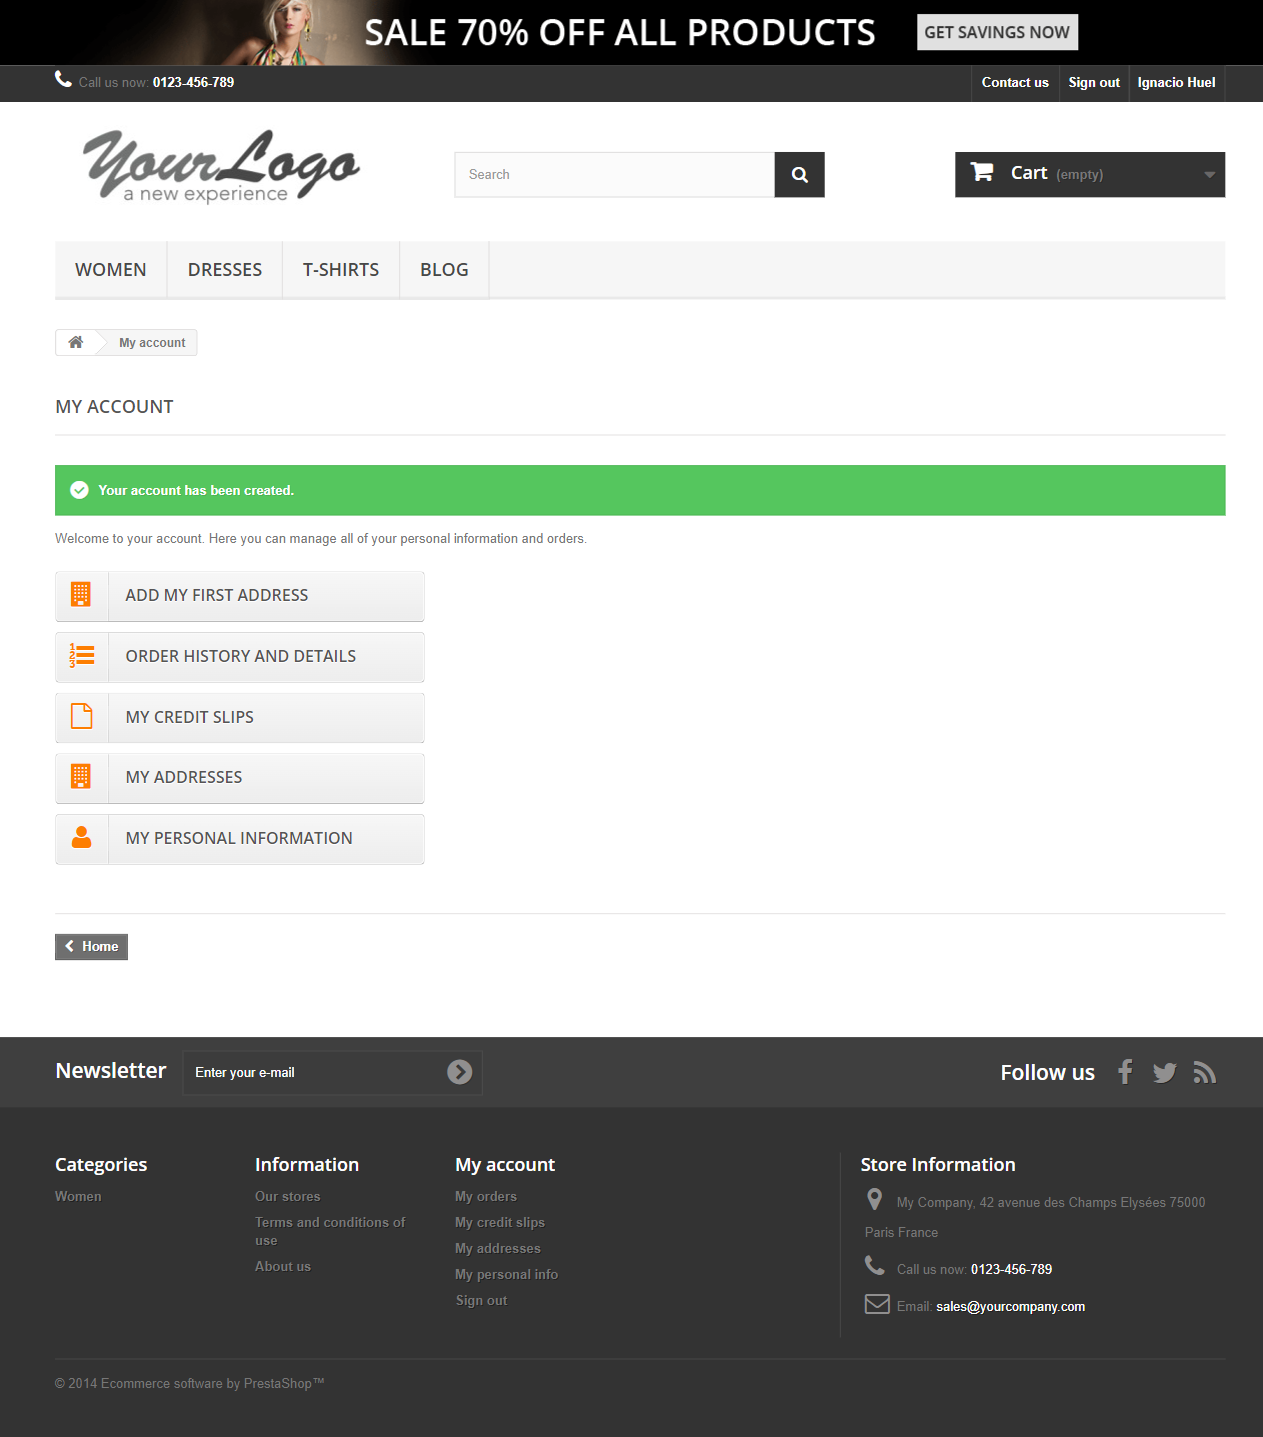 SALE 70% OFF ALL PRODUCTS
GET SAVINGS NOW
Call us now: 0123-456-789
Contact us
Sign out
Ignacio Huel
YourLogo
a new experience
Search
Cart (empty)
WOMEN
DRESSES
T-SHIRTS
BLOG
My account
MY ACCOUNT
Your account has been created.
Welcome to your account. Here you can manage all of your personal information and orders.
ADD MY FIRST ADDRESS
ORDER HISTORY AND DETAILS
MY CREDIT SLIPS
MY ADDRESSES
MY PERSONAL INFORMATION
Home
Newsletter
Enter your e-mail
Follow us
Categories
Women
Information
Our stores
Terms and conditions of
use
About us
My account
My orders
My credit slips
My addresses
My personal info
Sign out
Store Information
My Company, 42 avenue des Champs Elysées 75000
Paris France
Call us now: 0123-456-789
Email: sales@yourcompany.com
© 2014 Ecommerce software by PrestaShop™